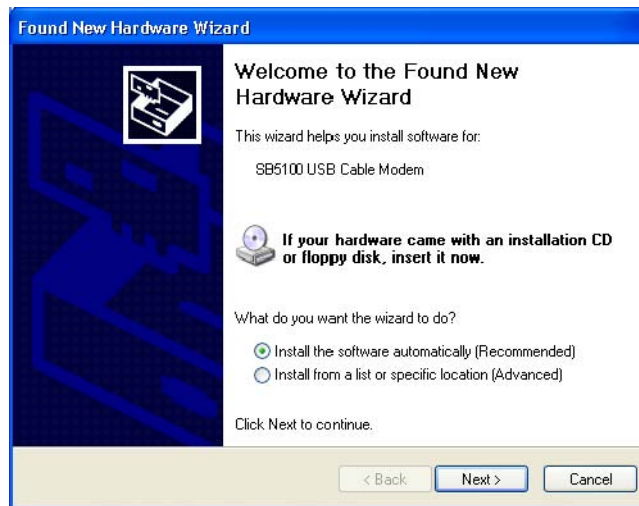 Found New Hardware Wizard
Welcome to the Found New
Hardware Wizard
This wizard helps you install software for:
SB5100 USB Cable Modem
If your hardware came with an installation CD
or floppy disk, insert it now.
What do you want the wizard to do?
Install the software automatically (Recommended)
Install from a list or specific location (Advanced)
Click Next to continue.
< Back Next > Cancel